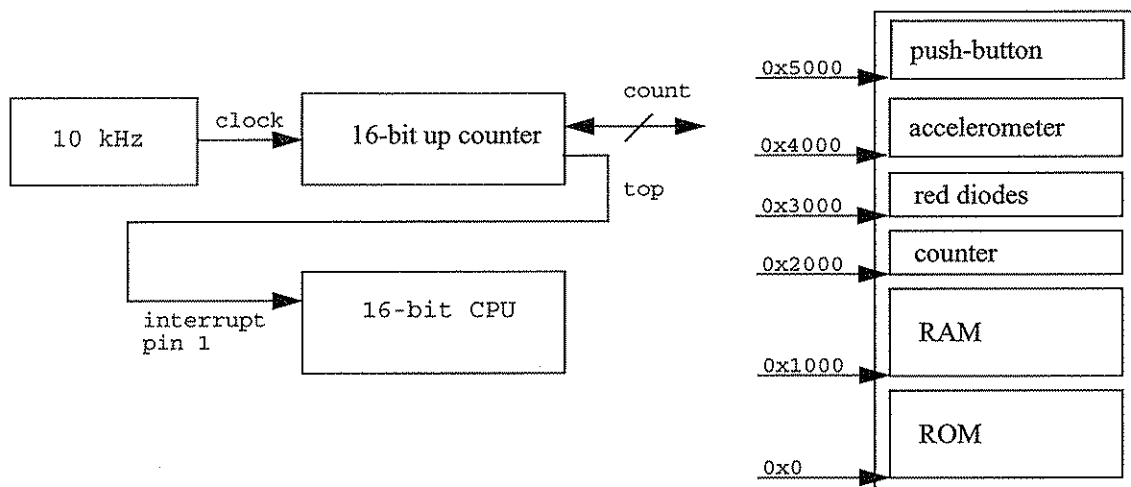 10 kHz
clock
16-bit up counter
count
top
interrupt
pin 1
16-bit CPU
push-button
0x5000
accelerometer
0x4000
red diodes
0x3000
counter
0x2000
RAM
0x1000
ROM
0x0